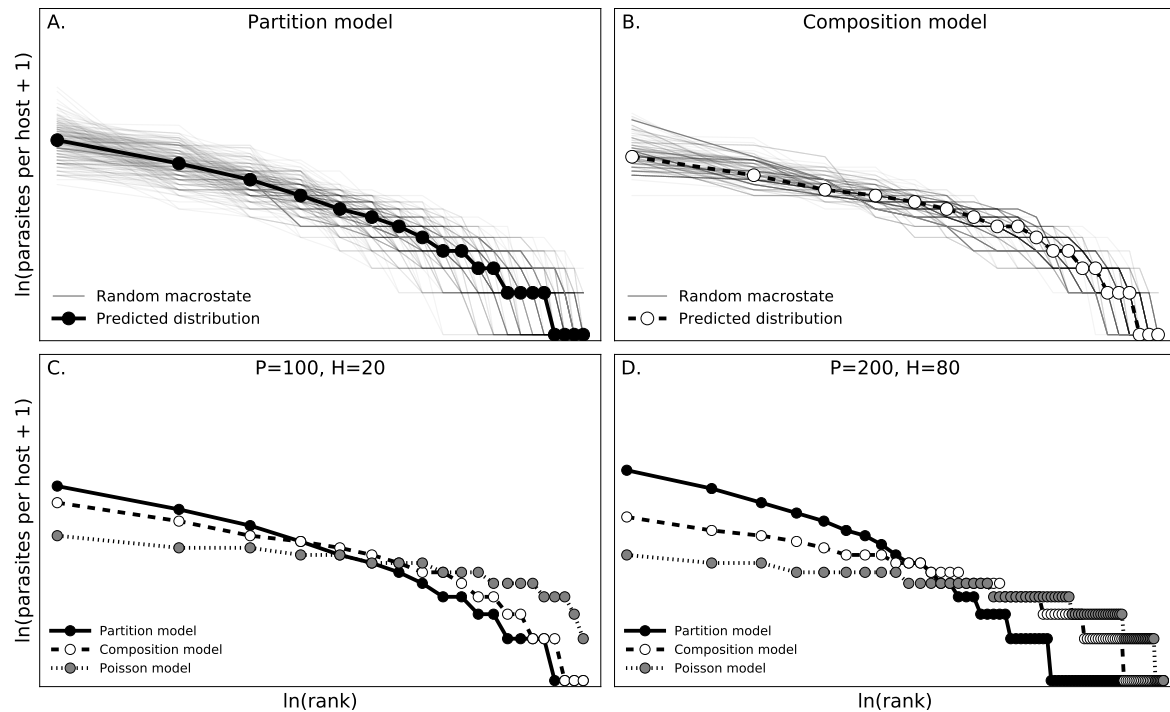 A.
Partition model
ln(parasites per host + 1)
Random macrostate
Predicted distribution
B.
Composition model
Random macrostate
Predicted distribution
C.
P=100, H=20
ln(parasites per host + 1)
Partition model
Composition model
Poisson model
ln(rank)
D.
P=200, H=80
Partition model
Composition model
Poisson model
ln(rank)